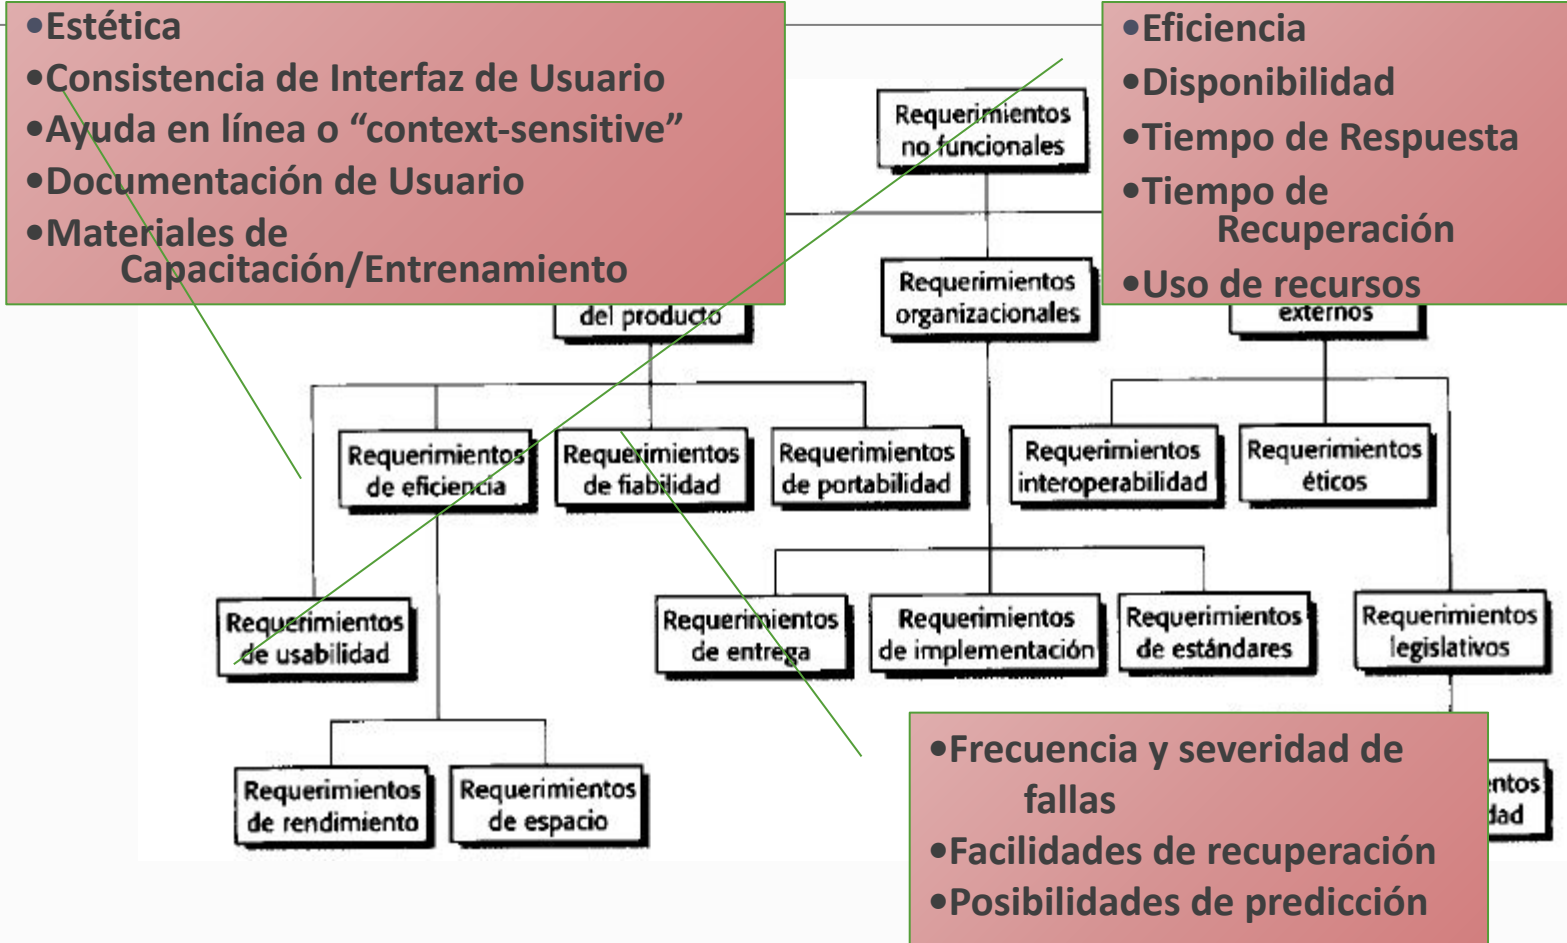 •Estética
•Consistencia de Interfaz de Usuario
•Ayuda en línea o “context-sensitive”
•Documentación de Usuario
•Materiales de
Capacitación/Entrenamiento
•Eficiencia
•Disponibilidad
•Tiempo de Respuesta
•Tiempo de
Recuperación
•Uso de recursos
Requerimientos
no funcionales
del producto
Requerimientos
organizacionales
externos
Requerimientos
de eficiencia
Requerimientos
de fiabilidad
Requerimientos
de portabilidad
Requerimientos
interoperabilidad
Requerimientos
éticos
Requerimientos
de usabilidad
Requerimientos
de entrega
Requerimientos
de implementación
Requerimientos
de estándares
Requerimientos
legislativos
Requerimientos
de rendimiento
Requerimientos
de espacio
•Frecuencia y severidad de
fallas
•Facilidades de recuperación
•Posibilidades de predicción